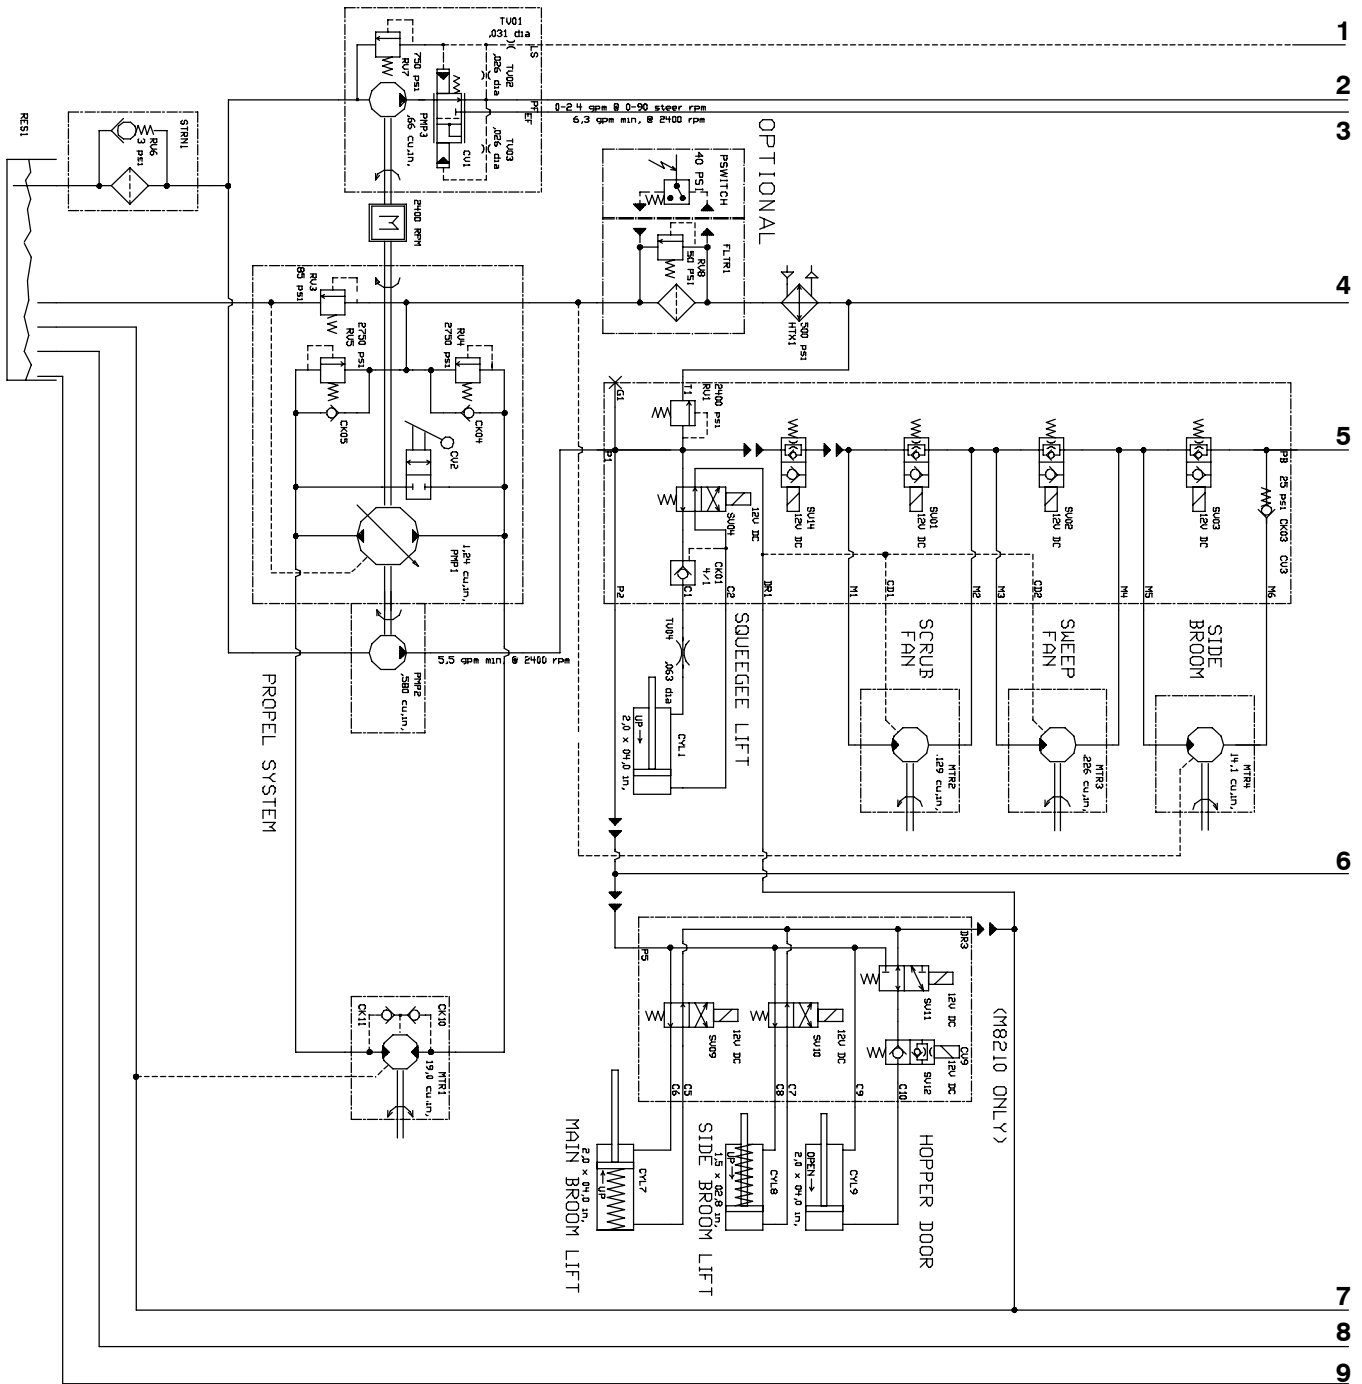 1
2
3
4
5
6
7
8
9
RES1
STRN1
RV6
3 PSI
TV01
.031 dia
LS
750 PSI
RV7
TV02
.026 dia
PMP3
.66 cu.in.
CV1
TV03
.026 dia
PF
EF
0-2.4 gpm @ 0-90 steer rpm
6.3 gpm min. @ 2400 rpm
2400 RPM
M
OPTIONAL
PSWITCH
40 PSI
FLTR1
RV8
50 PSI
500 PSI
HTX1
RV3
85 PSI
2750 PSI
RV5
RV4
2750 PSI
CK05
CK04
CV2
1.24 cu.in.
PMP1
PMP2
.580 cu.in.
5.5 gpm min. @ 2400 rpm
PROPEL SYSTEM
G1
T1
RV1
2400 PSI
P1
SV04
12V DC
CK01
4/1
P2
C1
C2
DR1
SV14
12V DC
SV01
12V DC
SV02
12V DC
SV03
12V DC
PB
25 PSI
CK03
CV3
M1
CD1
M2
M3
CD2
M4
M5
M6
TV04
.063 dia
CYL1
UP
2.0 x 04.0 in.
SQUEEGEE LIFT
SCRUB
FAN
SWEEP
FAN
SIDE
BROOM
MTR2
.129 cu.in.
MTR3
.226 cu.in.
MTR4
14.1 cu.in.
P5
DR3
SV09
12V DC
SV10
12V DC
SV11
12V DC
CV9
12V DC
SV12
C6
C5
C8
C7
C9
C10
(M8210 ONLY)
CK11
CK10
MTR1
19.0 cu.in.
CYL7
UP
2.0 x 04.0 in.
MAIN BROOM LIFT
CYL8
UP
1.5 x 02.8 in.
SIDE BROOM LIFT
CYL9
OPEN
2.0 x 04.0 in.
HOPPER DOOR